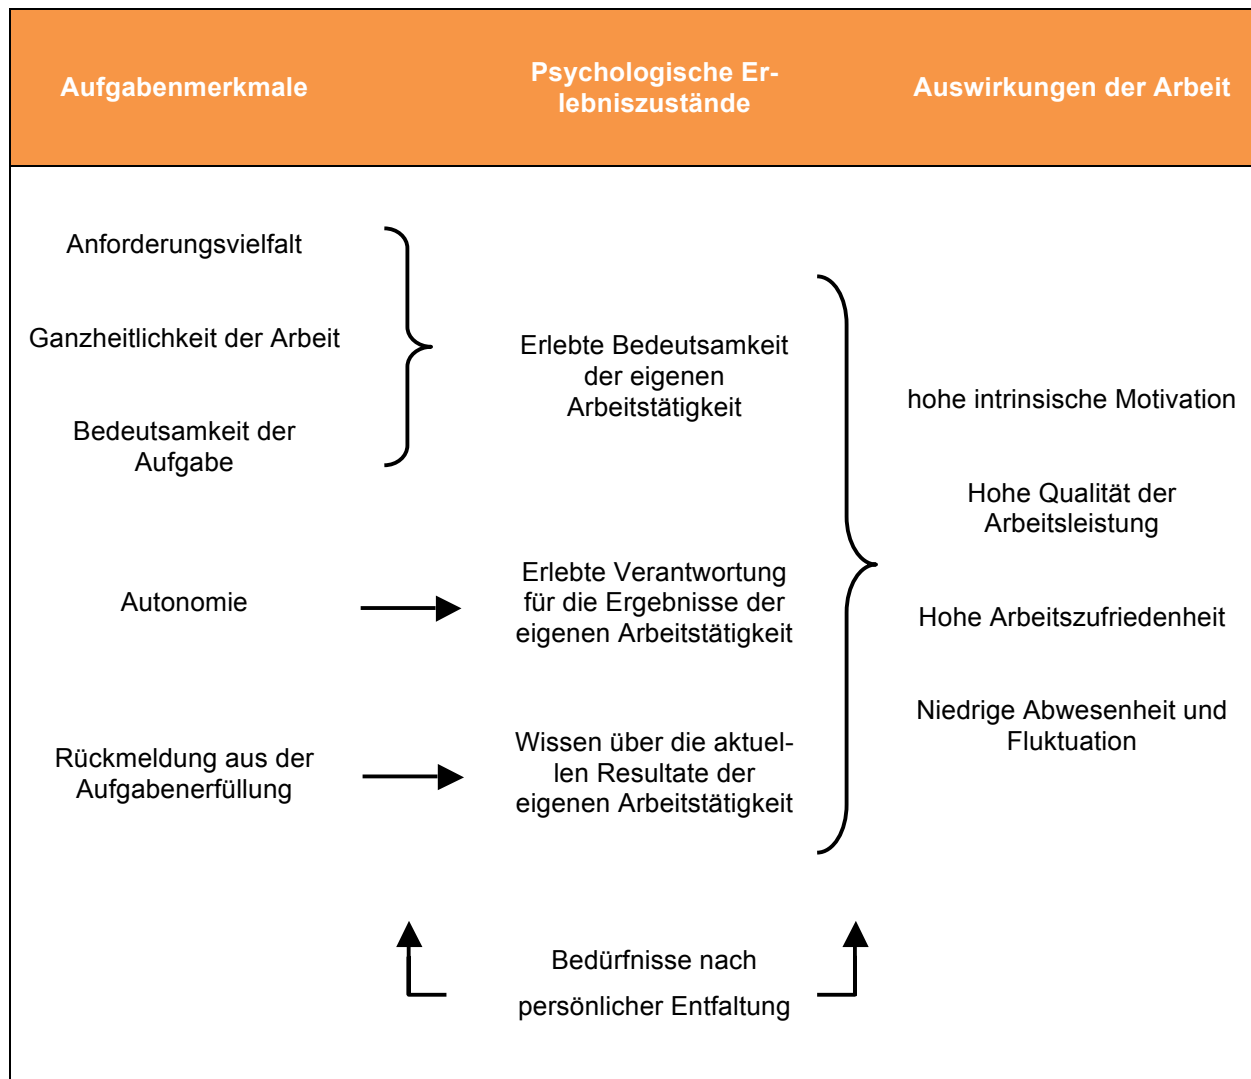 Aufgabenmerkmale
Psychologische Er-
lebniszustände
Auswirkungen der Arbeit
Anforderungsvielfalt
Ganzheitlichkeit der Arbeit
Bedeutsamkeit der
Aufgabe
Autonomie
Rückmeldung aus der
Aufgabenerfüllung
Erlebte Bedeutsamkeit
der eigenen
Arbeitstätigkeit
Erlebte Verantwortung
für die Ergebnisse der
eigenen Arbeitstätigkeit
Wissen über die aktuel-
len Resultate der
eigenen Arbeitstätigkeit
hohe intrinsische Motivation
Hohe Qualität der
Arbeitsleistung
Hohe Arbeitszufriedenheit
Niedrige Abwesenheit und
Fluktuation
Bedürfnisse nach
persönlicher Entfaltung